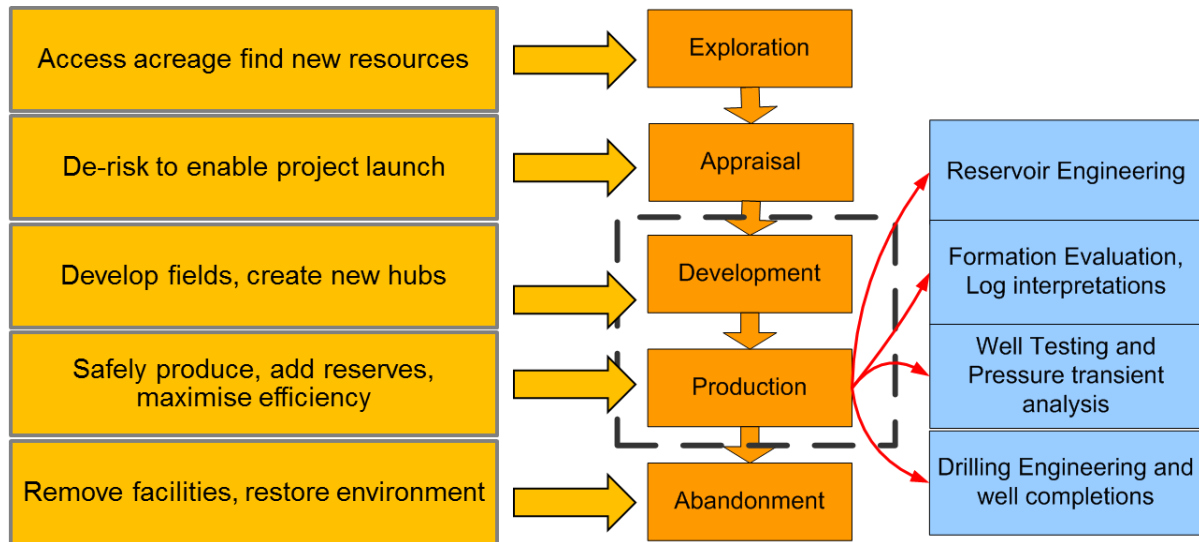 Access acreage find new resources
Exploration
De-risk to enable project launch
Appraisal
Reservoir Engineering
Develop fields, create new hubs
Development
Formation Evaluation,
Log interpretations
Safely produce, add reserves,
maximise efficiency
Production
Well Testing and
Pressure transient
analysis
Remove facilities, restore environment
Abandonment
Drilling Engineering and
well completions